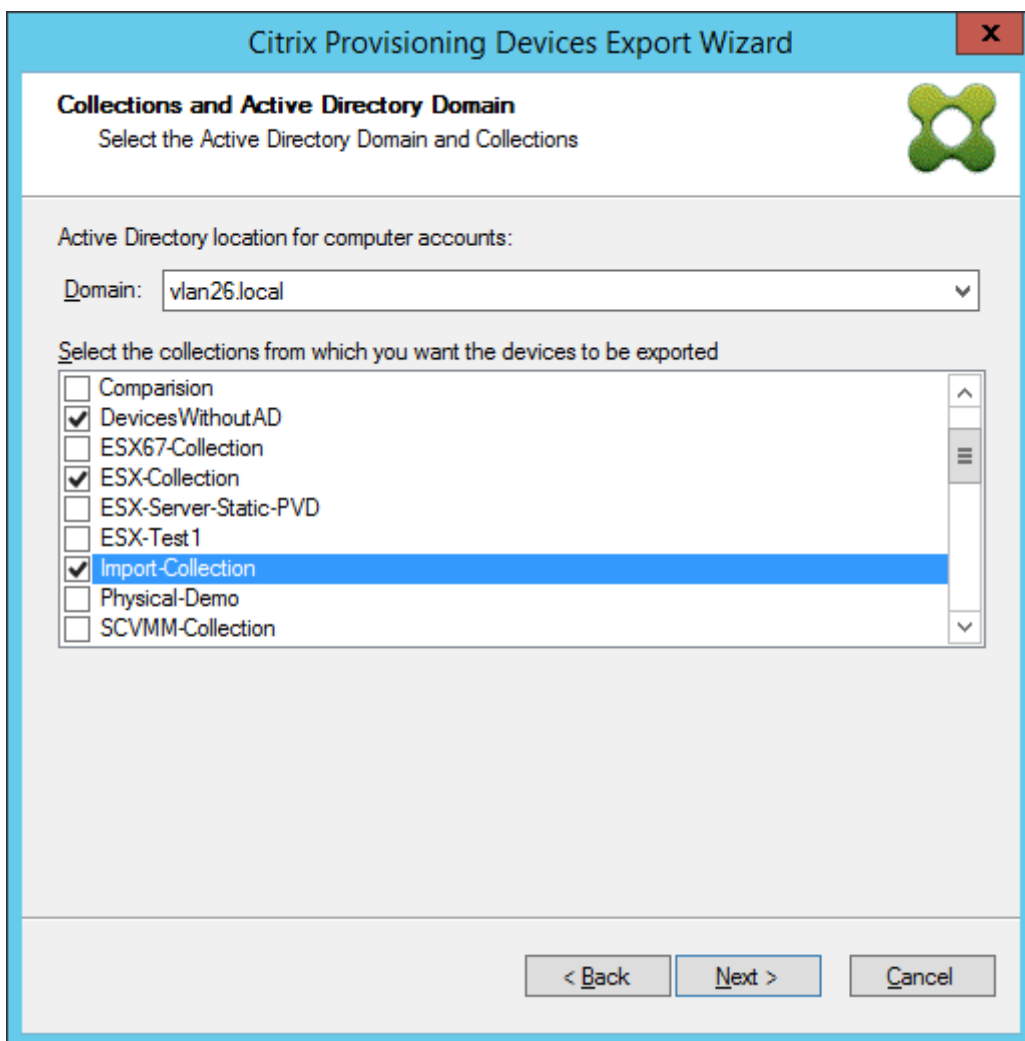 Citrix Provisioning Devices Export Wizard
x
Collections and Active Directory Domain
Select the Active Directory Domain and Collections
Active Directory location for computer accounts:
Domain: vlan26.local
Select the collections from which you want the devices to be exported
Comparision
DevicesWithoutAD
ESX67-Collection
ESX-Collection
ESX-Server-Static-PVD
ESX-Test1
Import-Collection
Physical-Demo
SCVMM-Collection
< Back Next > Cancel